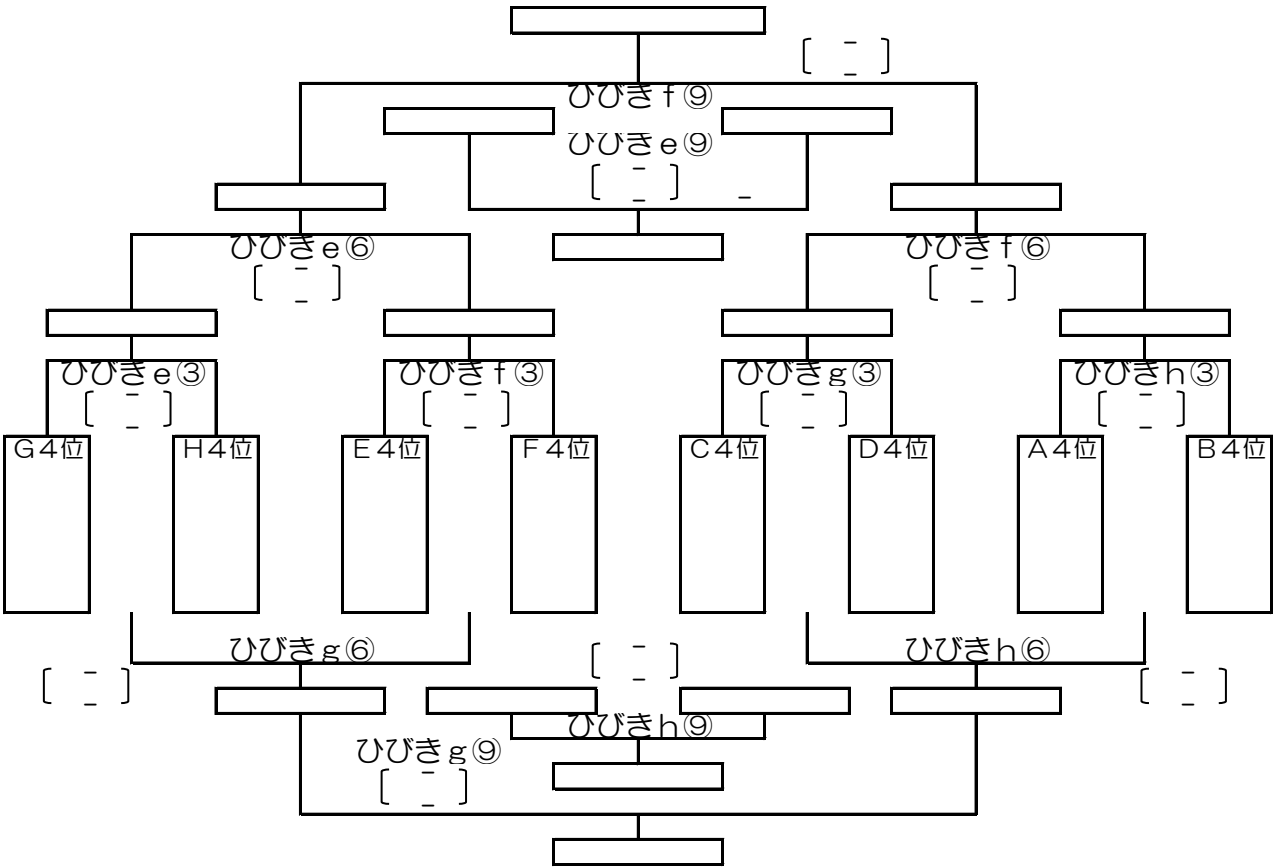 [ - - ]
ひびきｆ⑨
ひびきｅ⑨
[ - - ] -
ひびきｅ⑥ ひびきｆ⑥
[ - - ] [ - - ]
ひびきｅ③ ひびきｆ③ ひびきｇ③ ひびきｈ③
[ - - ] [ - - ] [ - - ] [ - - ]
Ｇ４位 Ｈ４位 Ｅ４位 Ｆ４位 Ｃ４位 Ｄ４位 Ａ４位 Ｂ４位
ひびきｇ⑥ [ - - ] ひびきｈ⑥
[ - - ] [ - - ]
ひびきｈ⑨
ひびきｇ⑨
[ - - ]